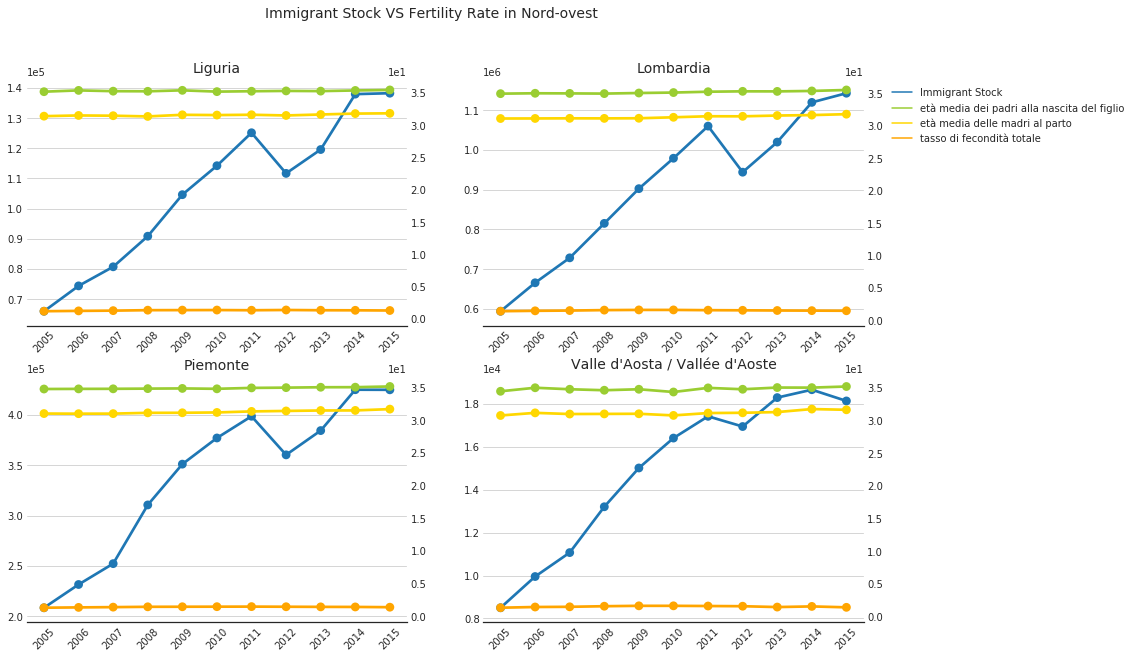 Immigrant Stock VS Fertility Rate in Nord-ovest
Liguria
1e5
1e1
1.4
1.3
1.2
1.1
1.0
0.9
0.8
0.7
3.5
3.0
2.5
2.0
1.5
1.0
0.5
0.0
2005 2006 2007 2008 2009 2010 2011 2012 2013 2014 2015
Lombardia
1e6
1e1
1.1
1.0
0.9
0.8
0.7
0.6
3.5
3.0
2.5
2.0
1.5
1.0
0.5
0.0
2005 2006 2007 2008 2009 2010 2011 2012 2013 2014 2015
Immigrant Stock
età media dei padri alla nascita del figlio
età media delle madri al parto
tasso di fecondità totale
Piemonte
1e5
1e1
4.0
3.5
3.0
2.5
2.0
3.5
3.0
2.5
2.0
1.5
1.0
0.5
0.0
2005 2006 2007 2008 2009 2010 2011 2012 2013 2014 2015
Valle d'Aosta / Vallée d'Aoste
1e4
1e1
1.8
1.6
1.4
1.2
1.0
0.8
3.5
3.0
2.5
2.0
1.5
1.0
0.5
0.0
2005 2006 2007 2008 2009 2010 2011 2012 2013 2014 2015